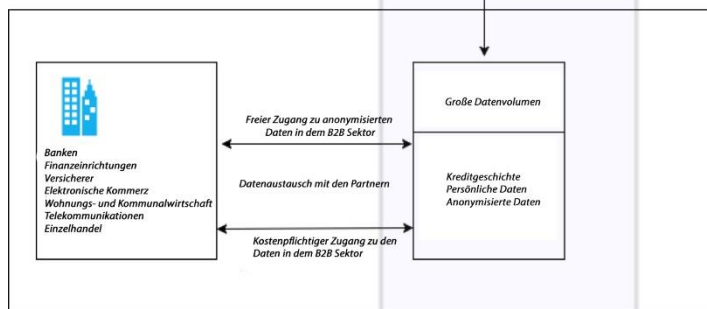 Große Datenvolumen
Freier Zugang zu anonymisierten
Daten in dem B2B Sektor
Banken
Finanzeinrichtungen
Versicherer
Elektronische Kommerz
Wohnungs- und Kommunalwirtschaft
Telekommunikationen
Einzelhandel
Datenaustausch mit den Partnern
Kreditgeschichte
Persönliche Daten
Anonymisierte Daten
Kostenpflichtiger Zugang zu den
Daten in dem B2B Sektor